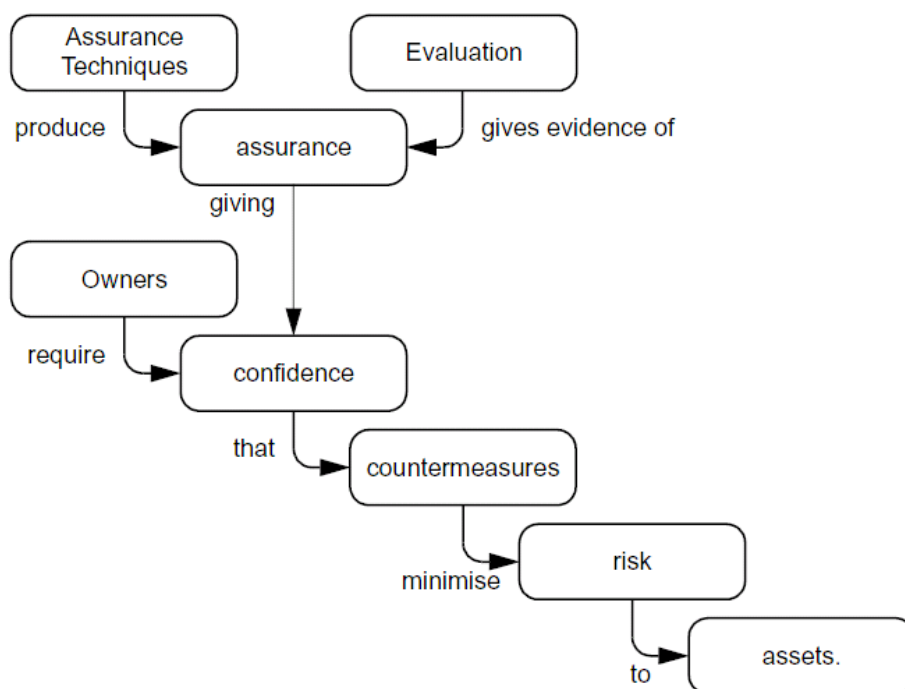 Assurance
Techniques
Evaluation
produce
gives evidence of
assurance
giving
Owners
require
confidence
that
countermeasures
minimise
risk
to
assets.